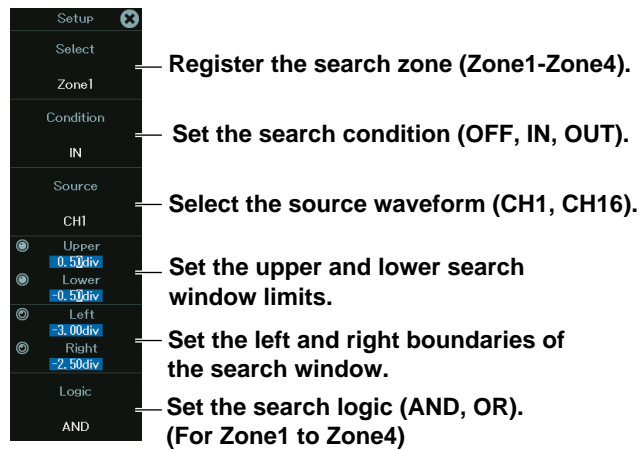 Setup
Select
Zone1
Register the search zone (Zone1-Zone4).
Condition
IN
Set the search condition (OFF, IN, OUT).
Source
CH1
Select the source waveform (CH1, CH16).
Upper
0.50div
Lower
-0.50div
Set the upper and lower search
window limits.
Left
-3.00div
Right
-2.50div
Set the left and right boundaries of
the search window.
Logic
AND
Set the search logic (AND, OR).
(For Zone1 to Zone4)